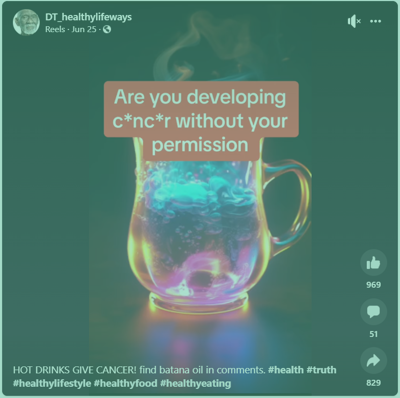 DT_healthylifeways
Reels · Jun 25 ·
Are you developing
c*nc*r without your
permission
969
51
829
HOT DRINKS GIVE CANCER! find batana oil in comments. #health #truth
#healthylifestyle #healthyfood #healthyeating